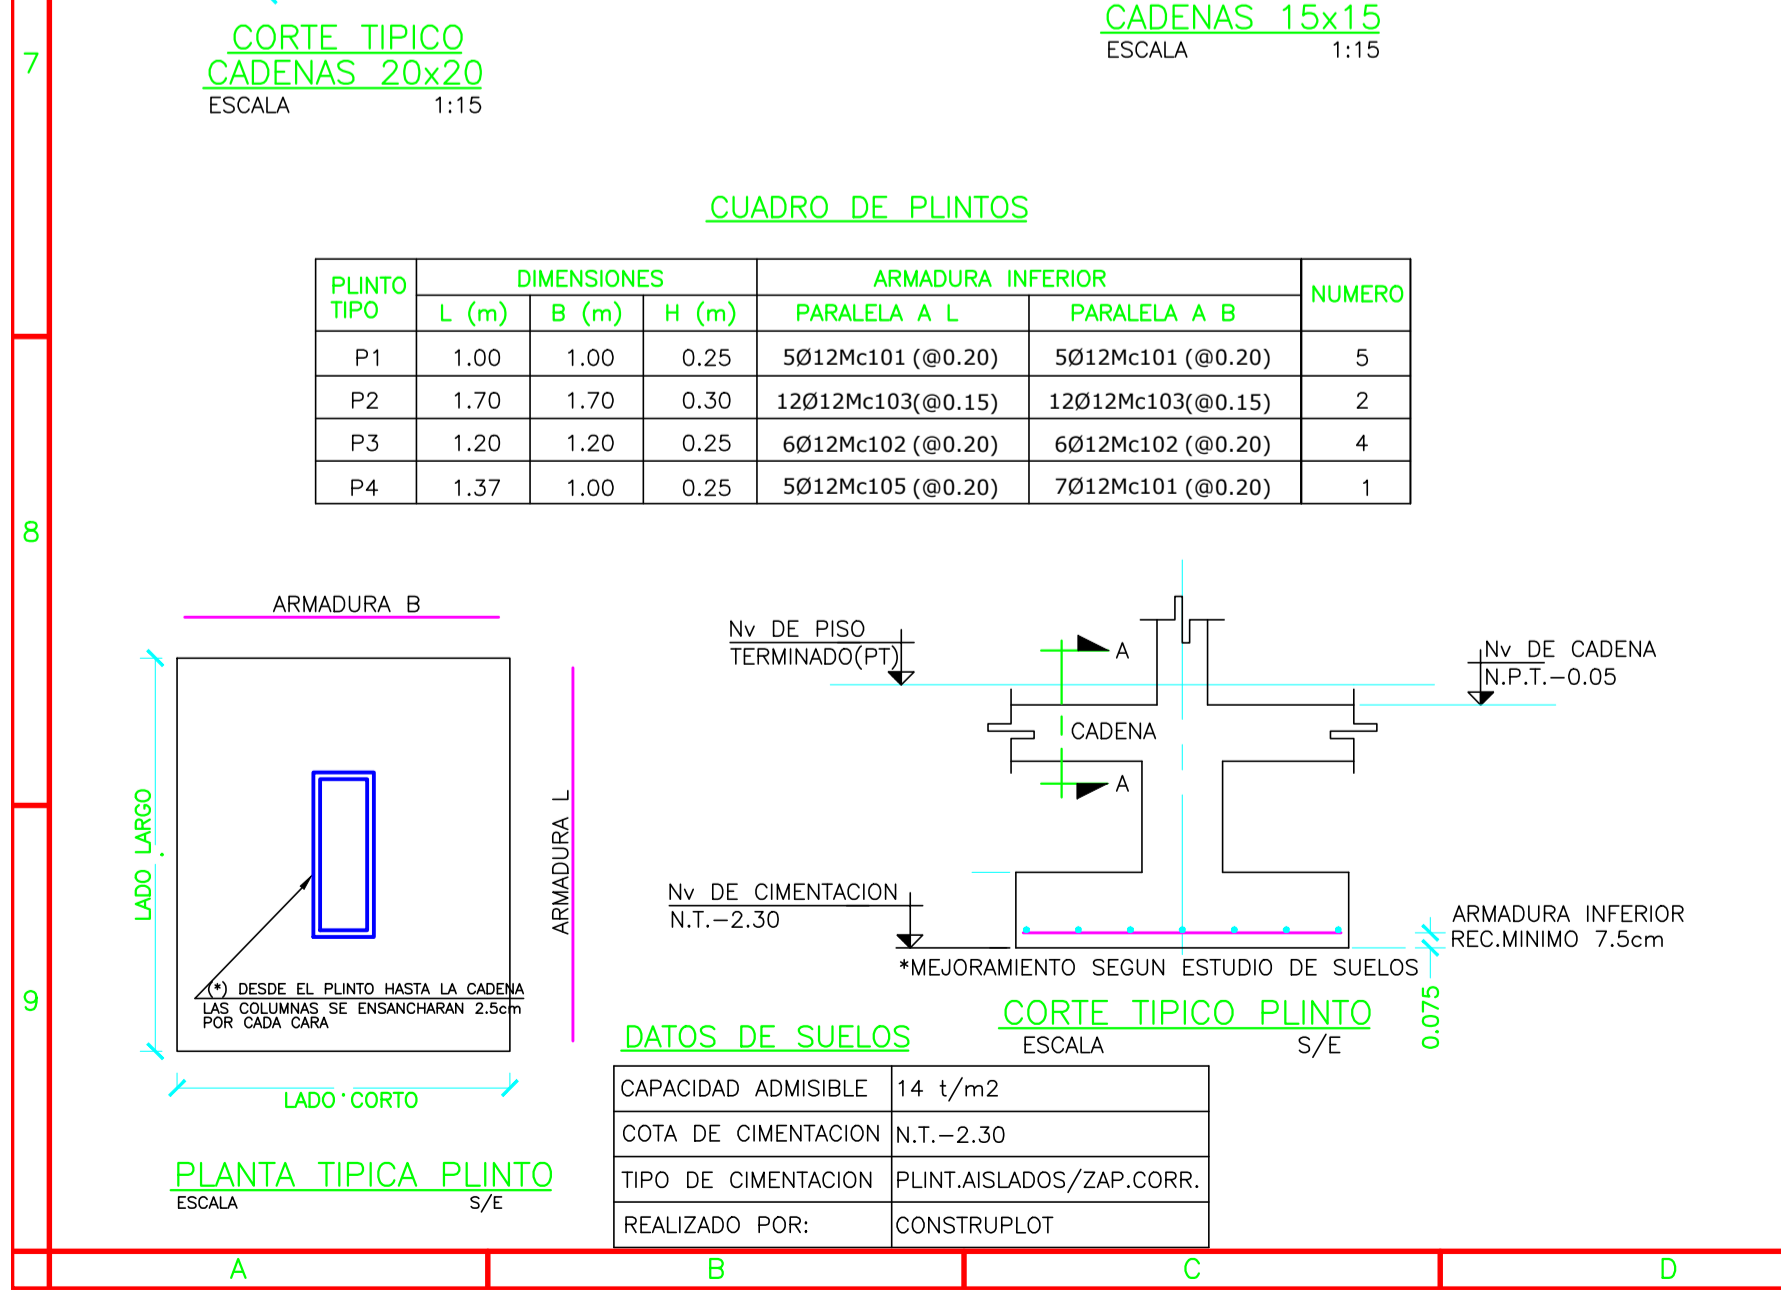 CORTE TIPICO
CADENAS 20x20
ESCALA 1:15
CADENAS 15x15
ESCALA 1:15
7
CUADRO DE PLINTOS
PLINTO TIPO DIMENSIONES ARMADURA INFERIOR NUMERO
L (m) B (m) H (m) PARALELA A L PARALELA A B
P1 1.00 1.00 0.25 5Ø12Mc101 (@0.20) 5Ø12Mc101 (@0.20) 5
P2 1.70 1.70 0.30 12Ø12Mc103(@0.15) 12Ø12Mc103(@0.15) 2
P3 1.20 1.20 0.25 6Ø12Mc102 (@0.20) 6Ø12Mc102 (@0.20) 4
P4 1.37 1.00 0.25 5Ø12Mc105 (@0.20) 7Ø12Mc101 (@0.20) 1
8
ARMADURA B
LADO LARGO
ARMADURA L
(*) DESDE EL PLINTO HASTA LA CADENA
LAS COLUMNAS SE ENSANCHARAN 2.5cm
POR CADA CARA
LADO CORTO
PLANTA TIPICA PLINTO
ESCALA S/E
9
Nv DE PISO
TERMINADO(PT)
A
Nv DE CADENA
N.P.T.-0.05
CADENA
A
Nv DE CIMENTACION
N.T.-2.30
ARMADURA INFERIOR
REC.MINIMO 7.5cm
*MEJORAMIENTO SEGUN ESTUDIO DE SUELOS
0.075
CORTE TIPICO PLINTO
ESCALA S/E
DATOS DE SUELOS
CAPACIDAD ADMISIBLE 14 t/m2
COTA DE CIMENTACION N.T.-2.30
TIPO DE CIMENTACION PLINT.AISLADOS/ZAP.CORR.
REALIZADO POR: CONSTRUPLOT
A B C D